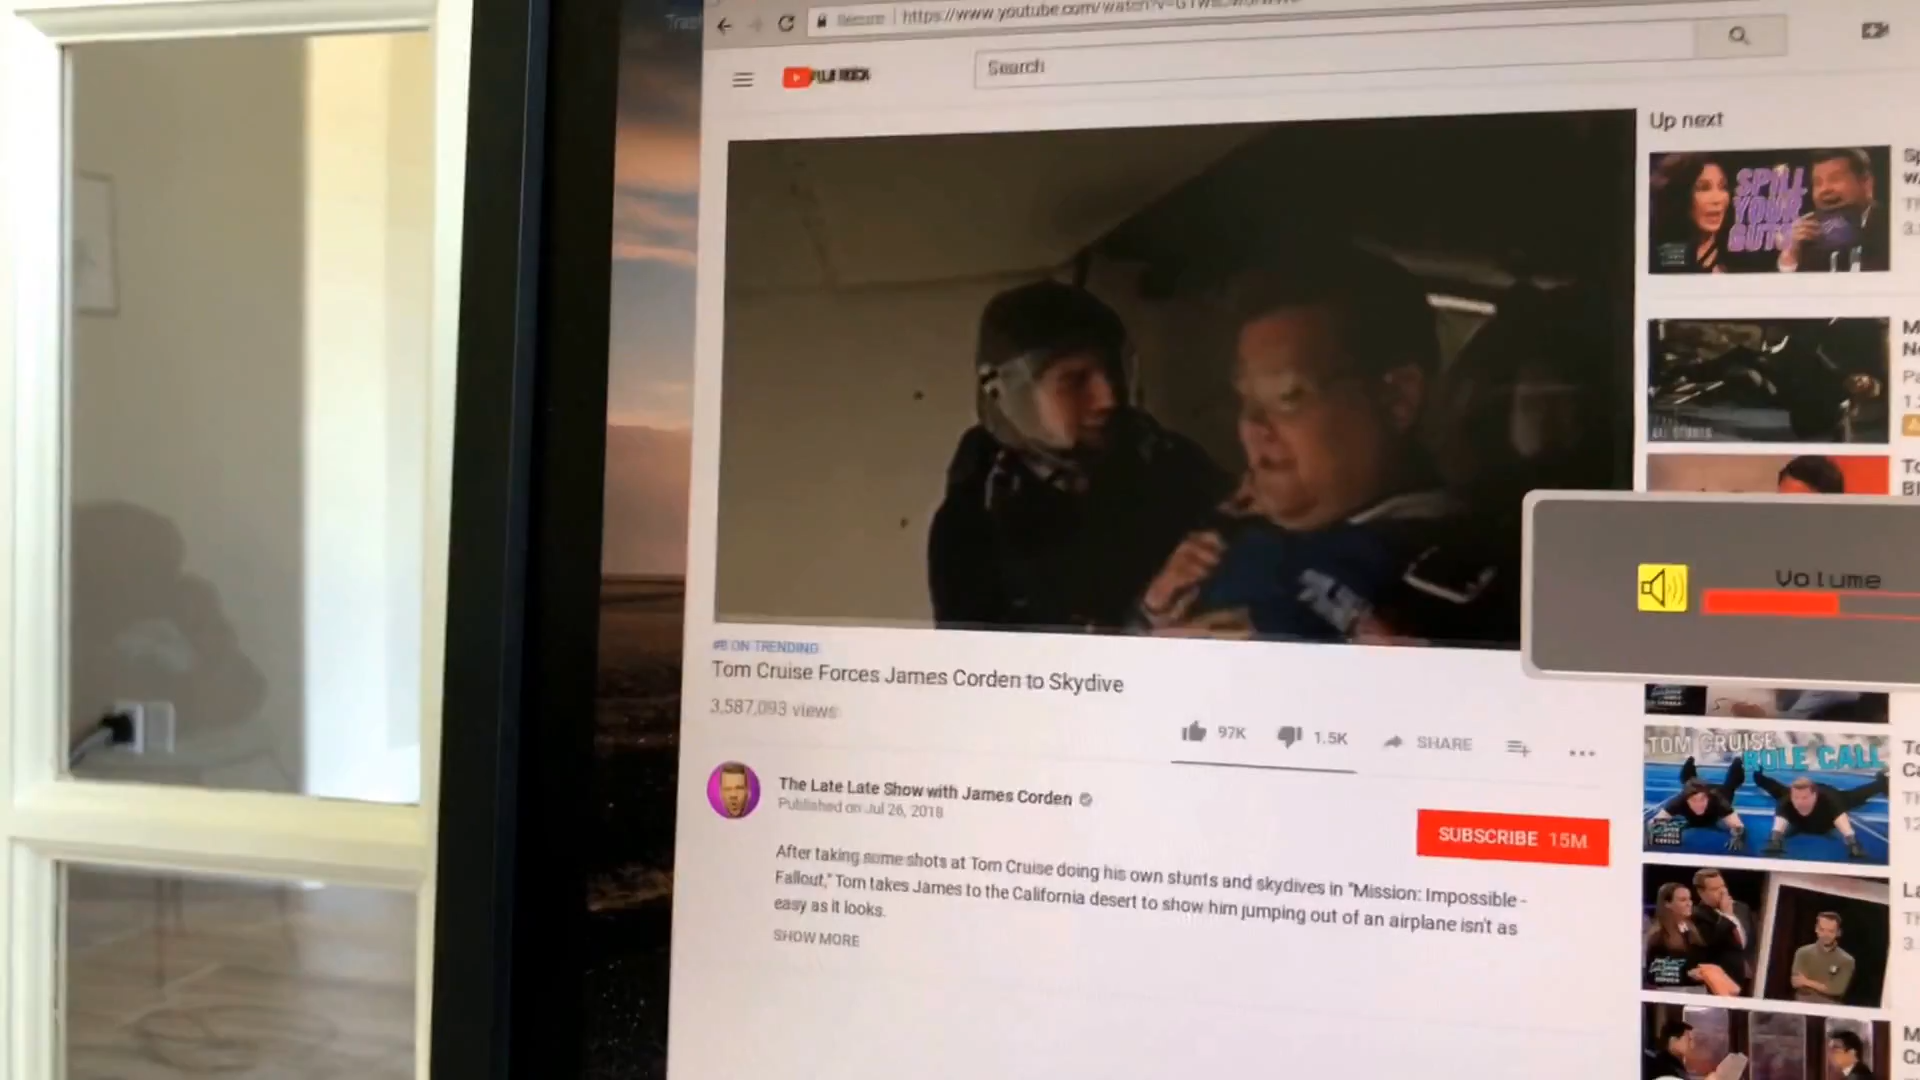 Secure
https://www.youtube.com/watch?v=
Search
Up next
SPILL
YOUR
GUTS
Volume
#8 ON TRENDING
Tom Cruise Forces James Corden to Skydive
3,587,093 views
97K
1.5K
SHARE
The Late Late Show with James Corden
Published on Jul 26, 2018
SUBSCRIBE 15M
After taking some shots at Tom Cruise doing his own stunts and skydives in "Mission: Impossible -
Fallout," Tom takes James to the California desert to show him jumping out of an airplane isn't as
easy as it looks.
SHOW MORE
TOM CRUISE
ROLE CALL